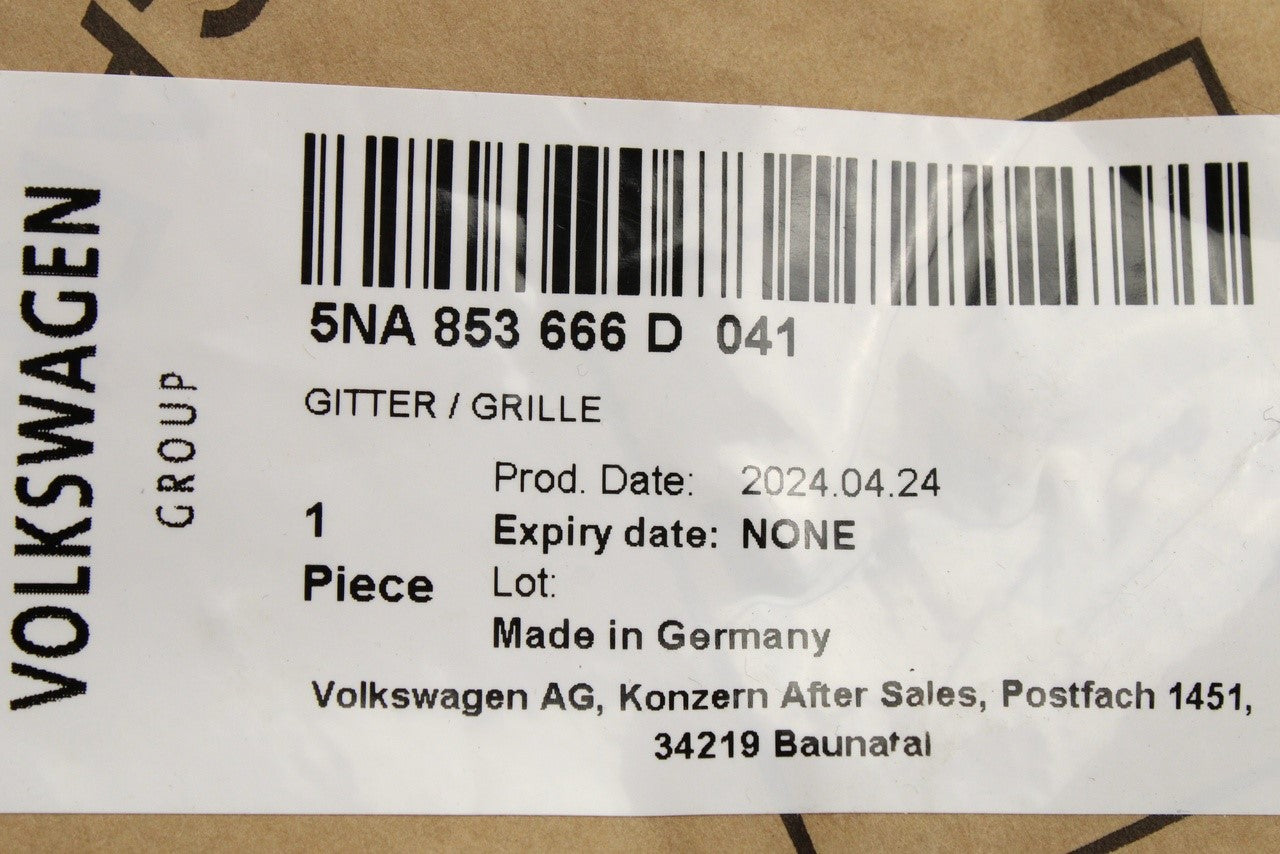 VOLKSWAGEN
GROUP
5NA 853 666 D 041
GITTER / GRILLE
Prod. Date: 2024.04.24
1
Expiry date: NONE
Piece
Lot:
Made in Germany
Volkswagen AG, Konzern After Sales, Postfach 1451,
34219 Baunatal